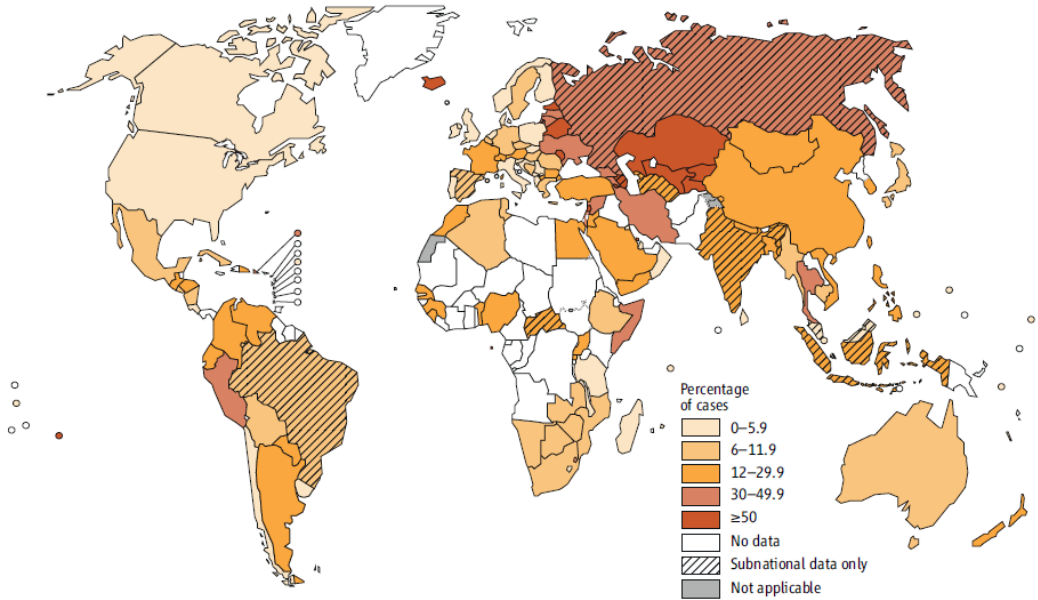 Percentage
of cases
0–5.9
6–11.9
12–29.9
30–49.9
≥50
No data
Subnational data only
Not applicable